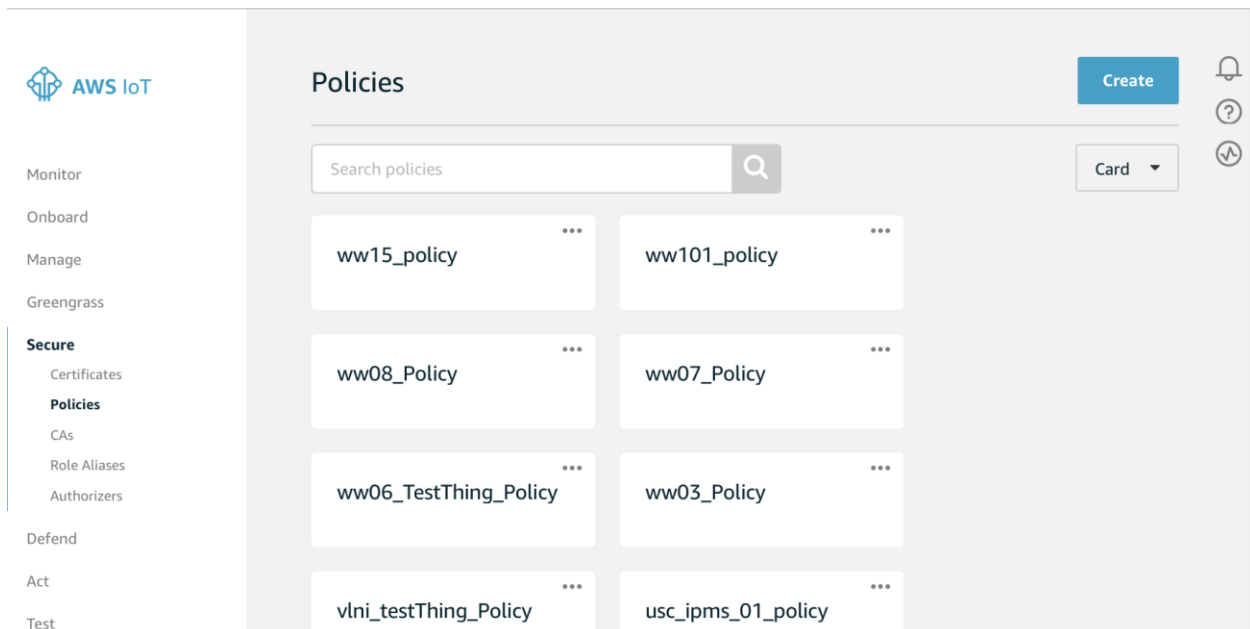 AWS IoT
Monitor
Onboard
Manage
Greengrass
Secure
Certificates
Policies
CAs
Role Aliases
Authorizers
Defend
Act
Test
Policies
Create
Search policies
Card
ww15_policy
ww101_policy
ww08_Policy
ww07_Policy
ww06_TestThing_Policy
ww03_Policy
vlni_testThing_Policy
usc_ipms_01_policy